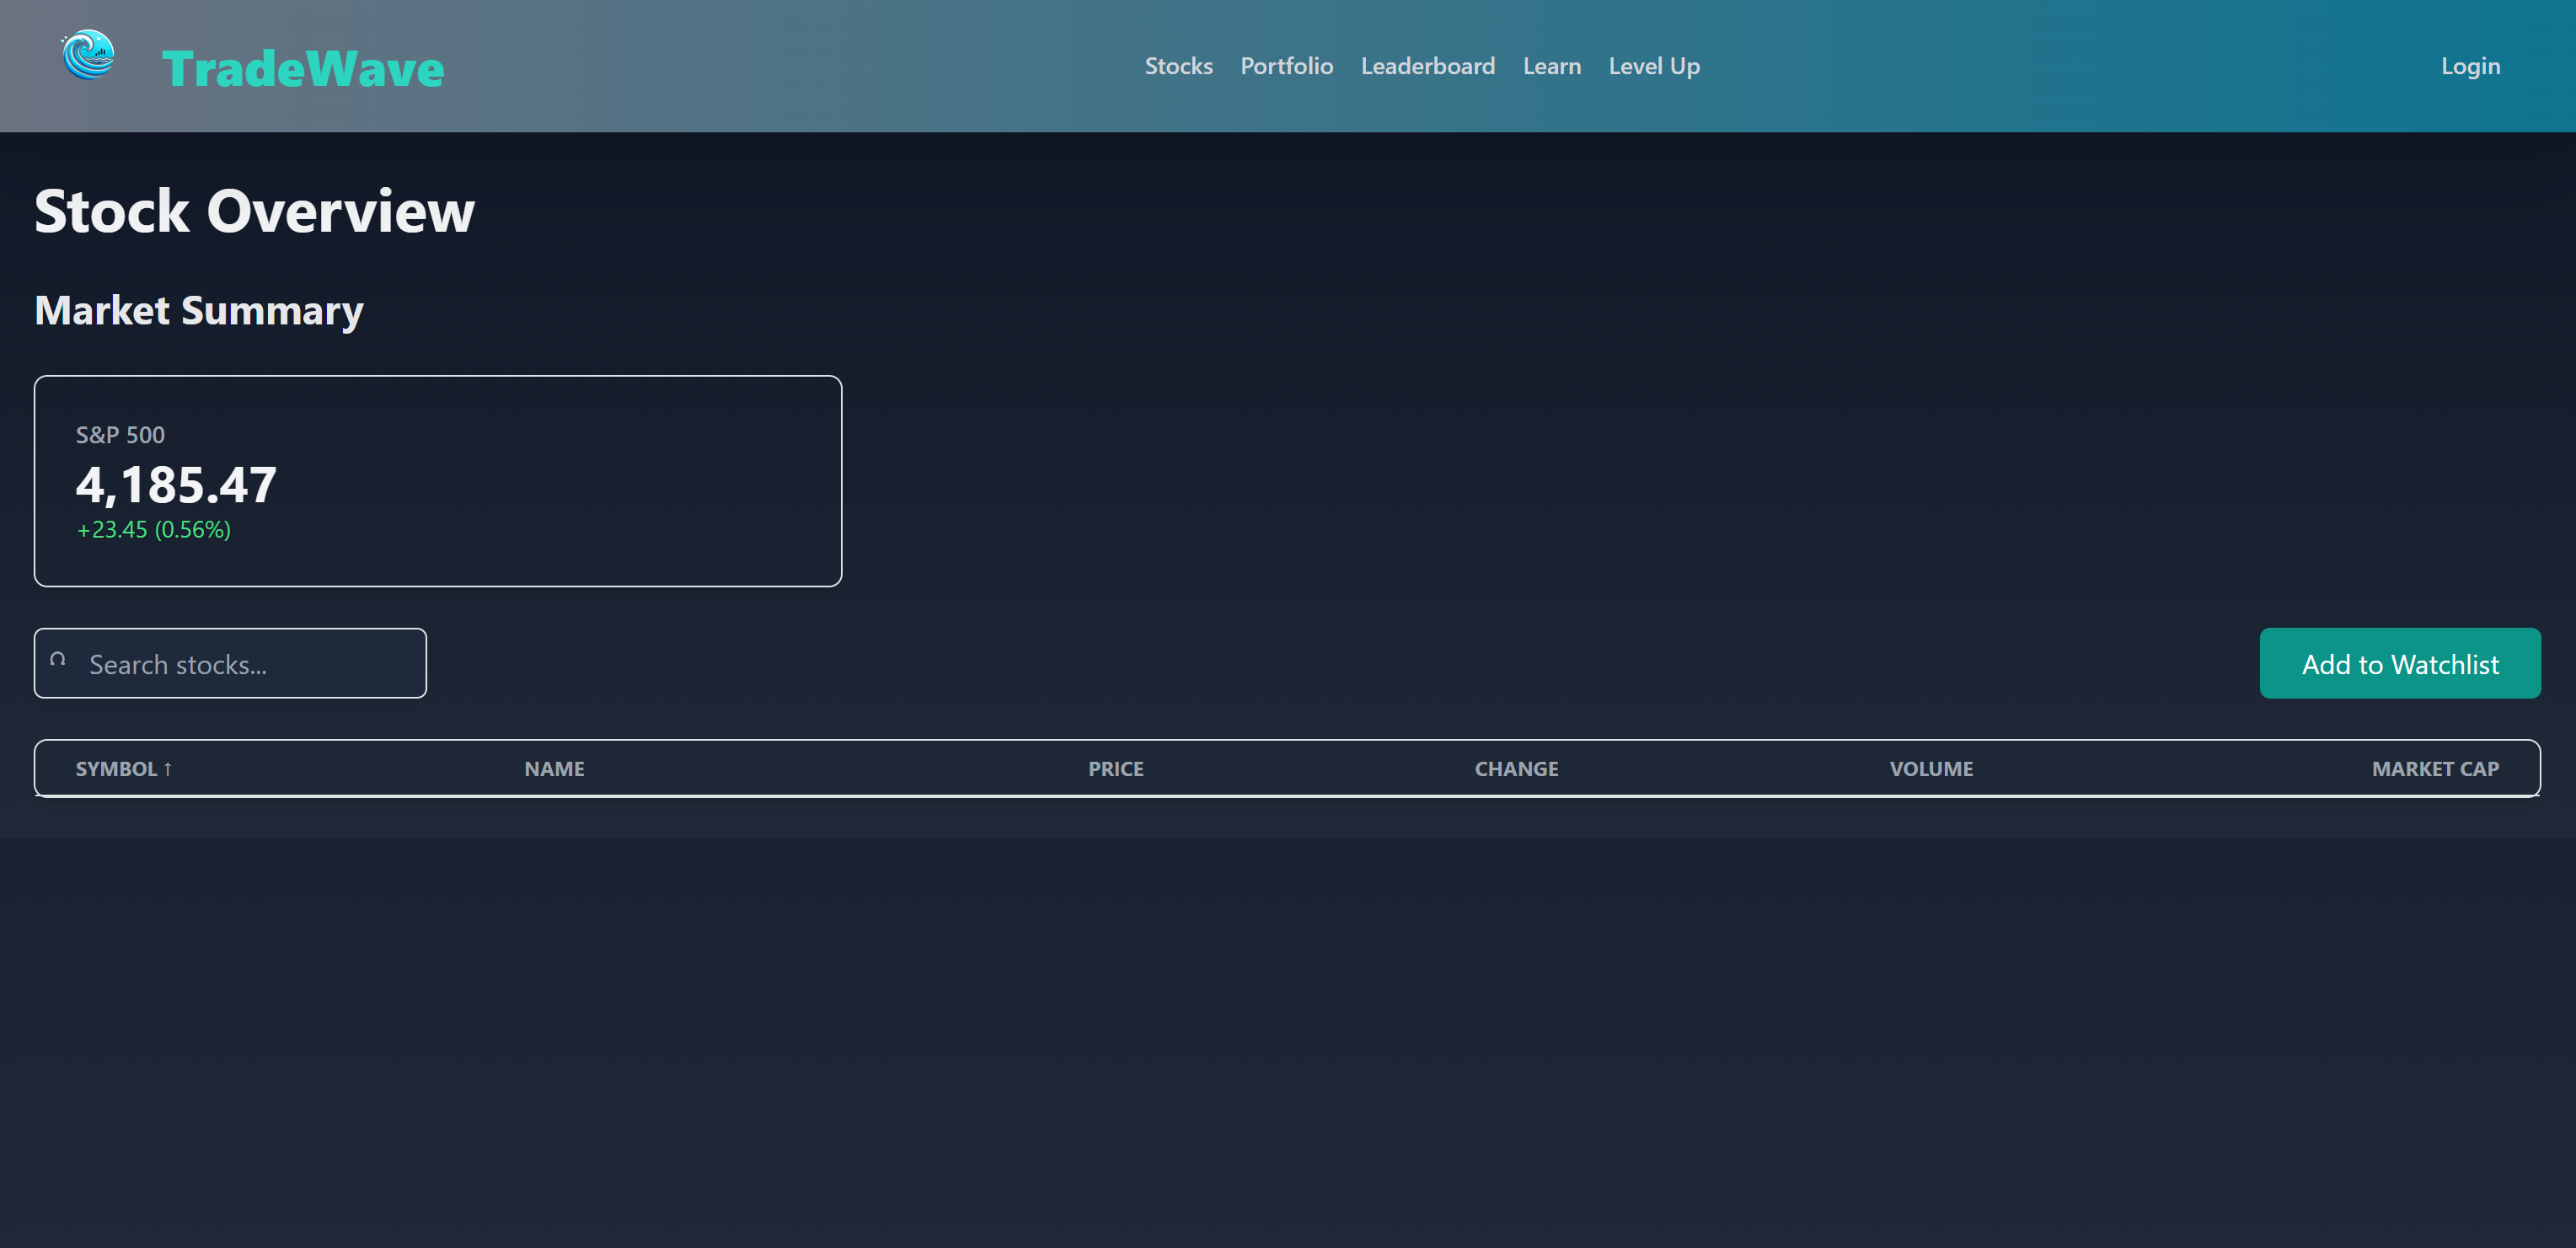 TradeWave
Stocks Portfolio Leaderboard Learn Level Up
Login
Stock Overview
Market Summary
S&P 500
4,185.47
+23.45 (0.56%)
Search stocks...
Add to Watchlist
SYMBOL ↑ NAME PRICE CHANGE VOLUME MARKET CAP